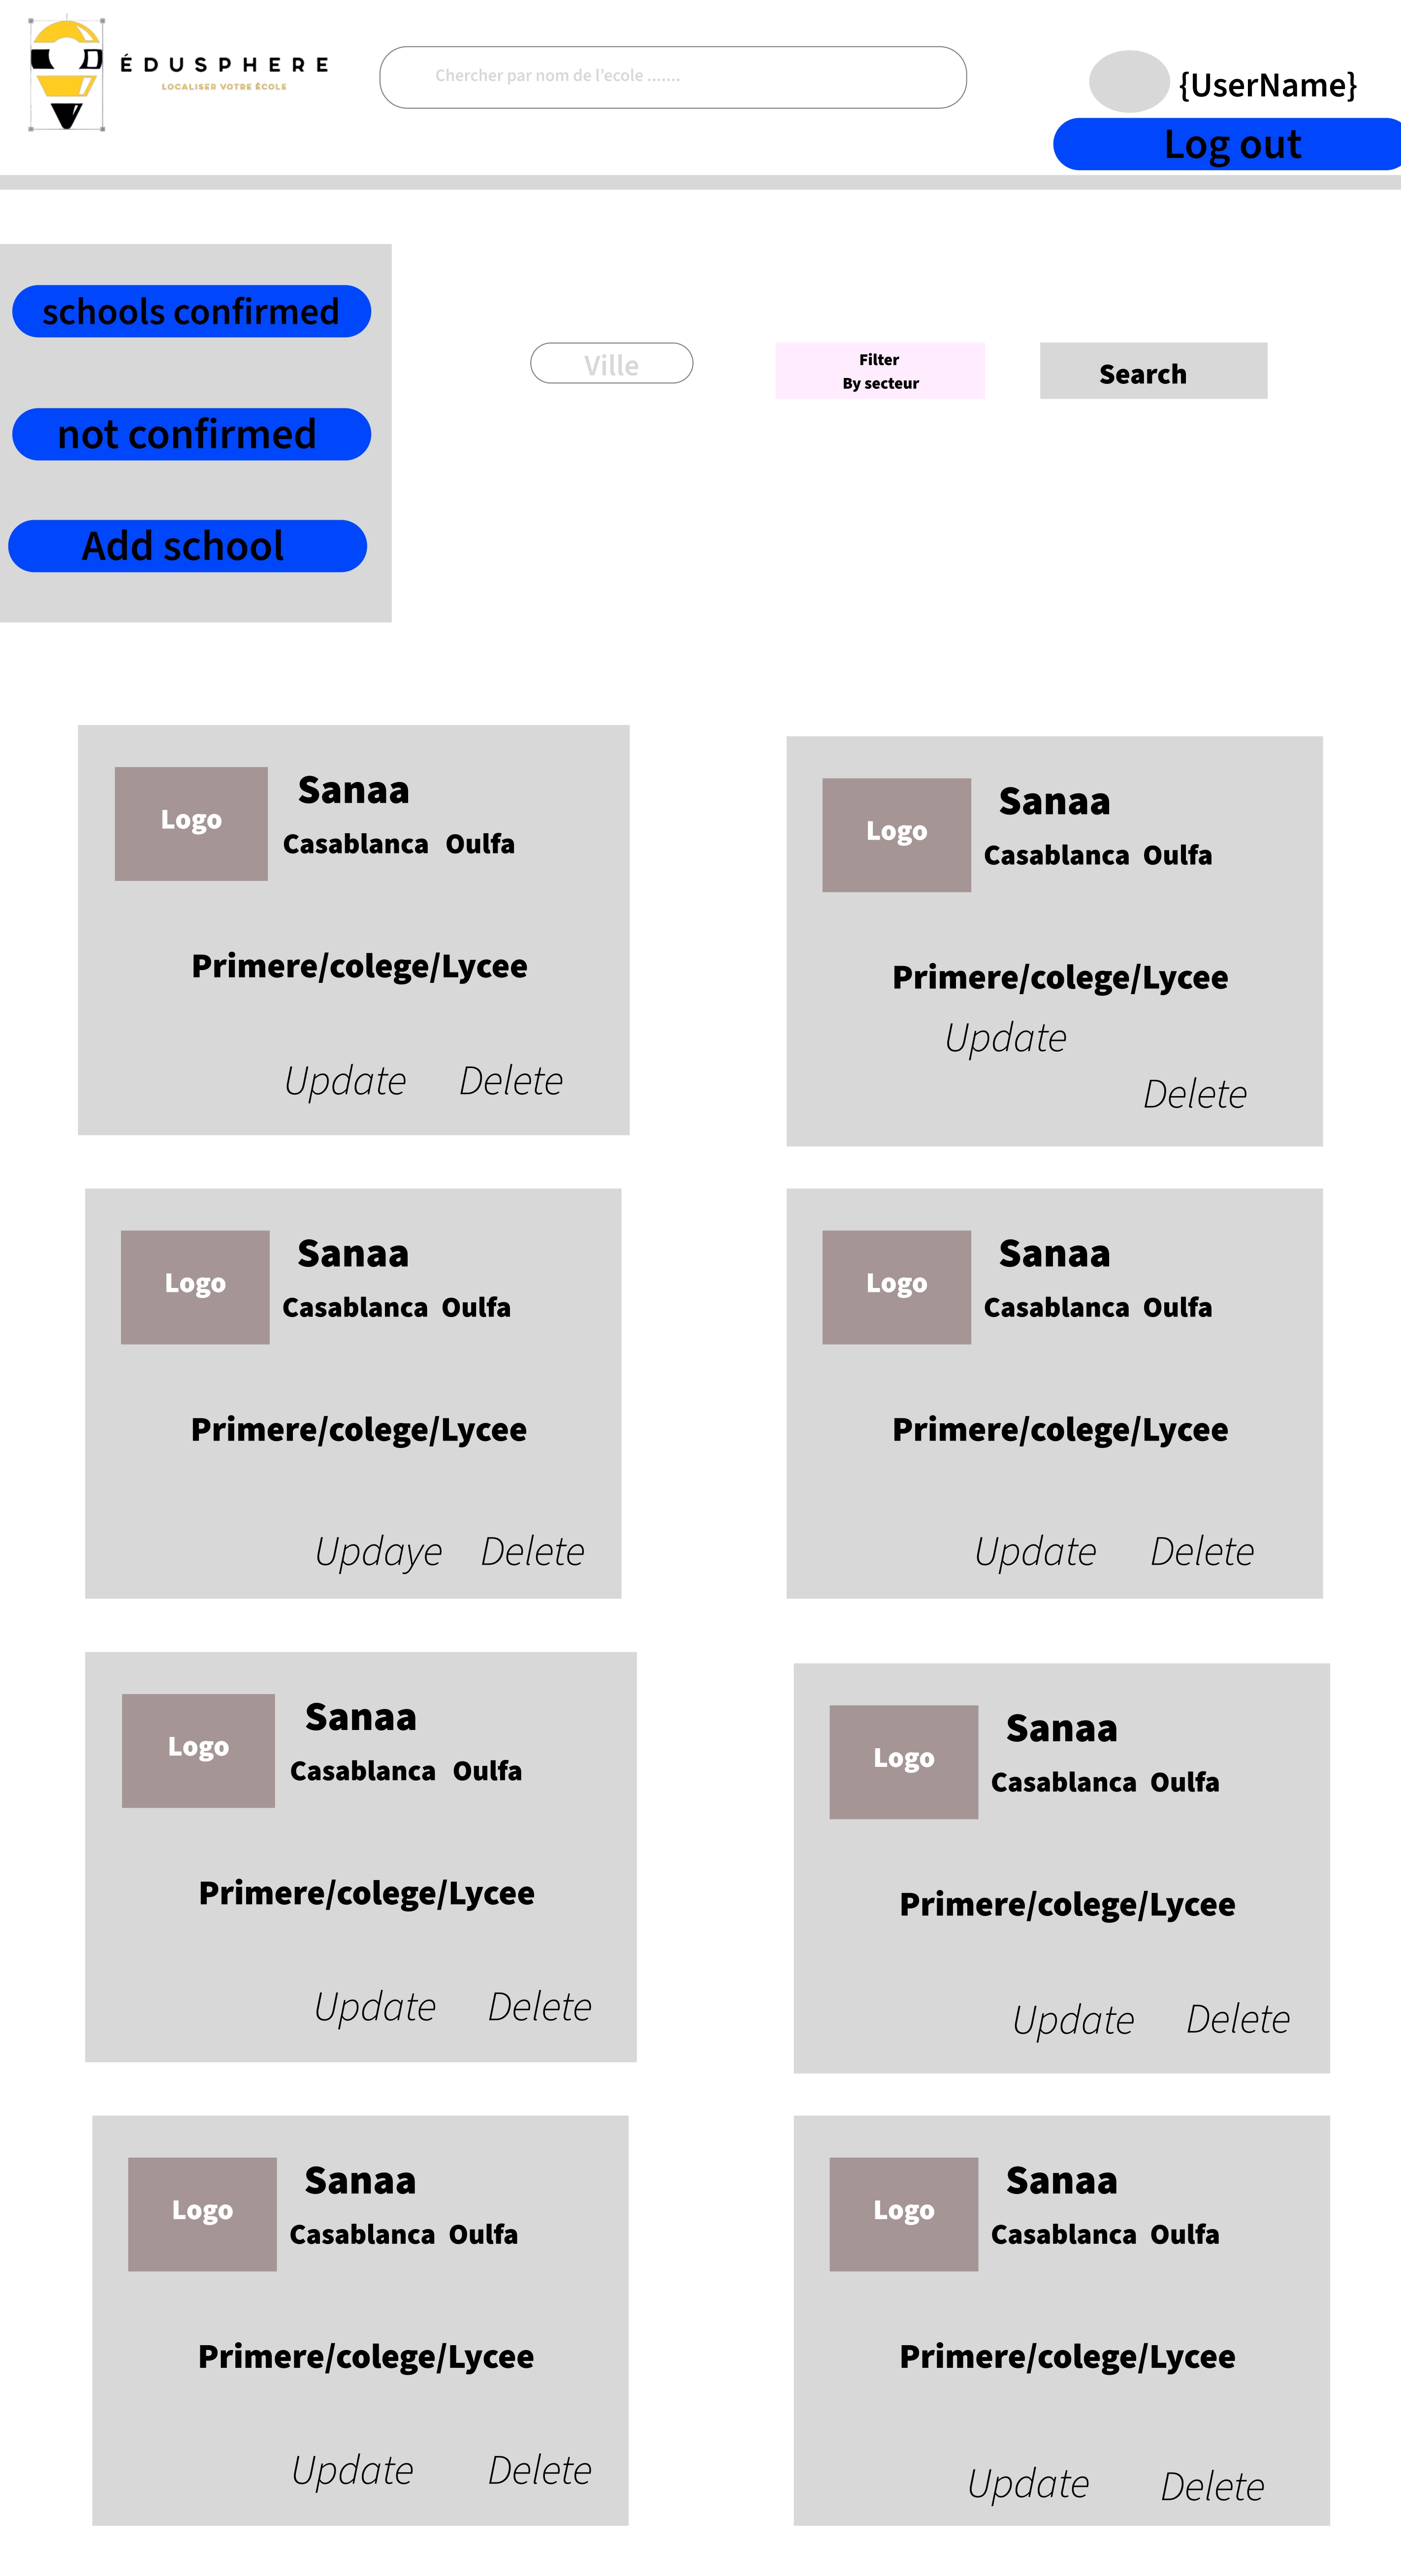 ÉDUSPHERE
LOCALISER VOTRE ÉCOLE
Chercher par nom de l'ecole .......
{UserName}
Log out
schools confirmed
not confirmed
Add school
Ville
Filter
By secteur
Search
Sanaa
Logo
Casablanca Oulfa
Primere/colege/Lycee
Update Delete
Sanaa
Logo
Casablanca Oulfa
Primere/colege/Lycee
Update
Delete
Sanaa
Logo
Casablanca Oulfa
Primere/colege/Lycee
Updaye Delete
Sanaa
Logo
Casablanca Oulfa
Primere/colege/Lycee
Update Delete
Sanaa
Logo
Casablanca Oulfa
Primere/colege/Lycee
Update Delete
Sanaa
Logo
Casablanca Oulfa
Primere/colege/Lycee
Update Delete
Sanaa
Logo
Casablanca Oulfa
Primere/colege/Lycee
Update Delete
Sanaa
Logo
Casablanca Oulfa
Primere/colege/Lycee
Update Delete